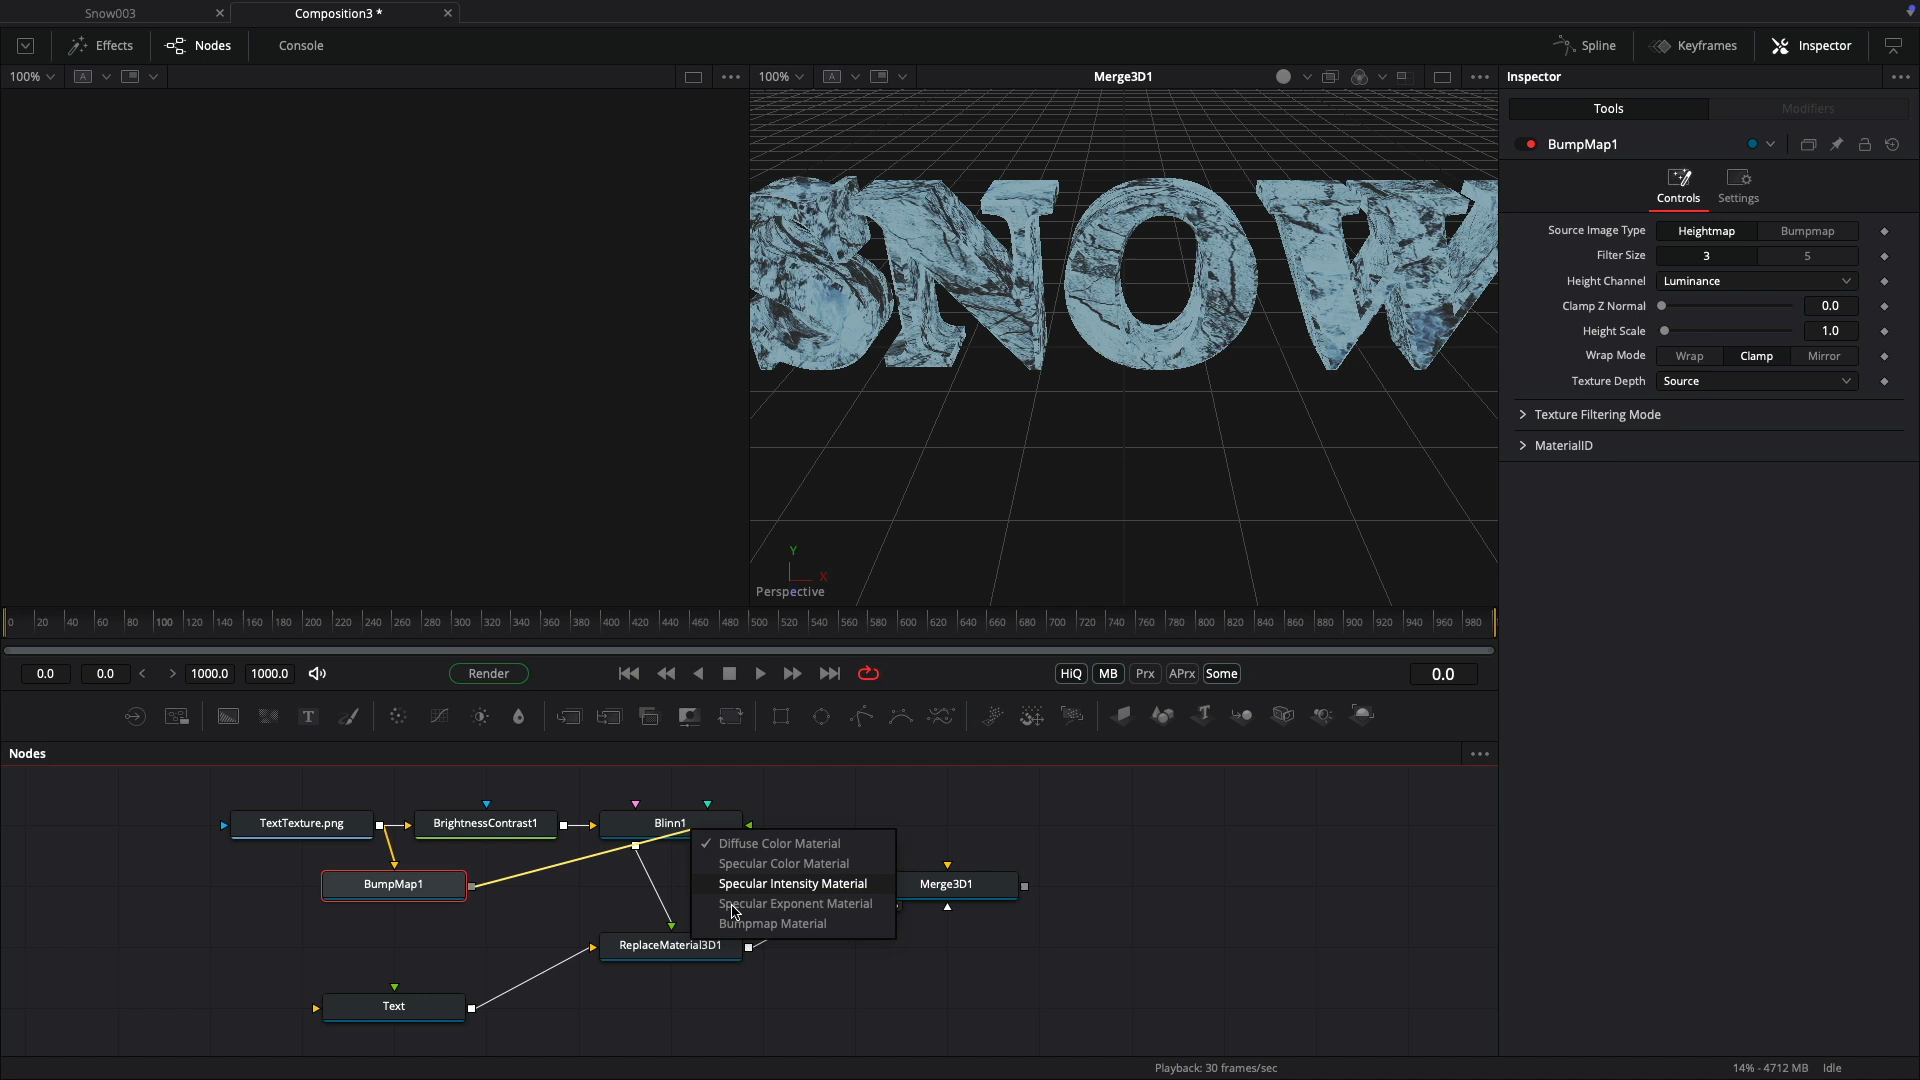 Snow003
Composition3 *
Effects
Nodes
Console
Spline
Keyframes
Inspector
100%
A
100%
A
Merge3D1
Inspector
Tools
Modifiers
BumpMap1
Controls
Settings
Source Image Type
Heightmap
Bumpmap
Filter Size
3
5
Height Channel
Luminance
Clamp Z Normal
0.0
Height Scale
1.0
Wrap Mode
Wrap
Clamp
Mirror
Texture Depth
Source
Texture Filtering Mode
MaterialID
SNOW
Y
X
Perspective
0 20 40 60 80 100 120 140 160 180 200 220 240 260 280 300 320 340 360 380 400 420 440 460 480 500 520 540 560 580 600 620 640 660 680 700 720 740 760 780 800 820 840 860 880 900 920 940 960 980
0.0
0.0
<
>
1000.0
1000.0
Render
HiQ
MB
Prx
APrx
Some
0.0
T
T
Nodes
TextTexture.png
BrightnessContrast1
Blinn1
✓ Diffuse Color Material
Specular Color Material
Specular Intensity Material
Specular Exponent Material
Bumpmap Material
BumpMap1
Merge3D1
ReplaceMaterial3D1
Text
Playback: 30 frames/sec
14% - 4712 MB
Idle